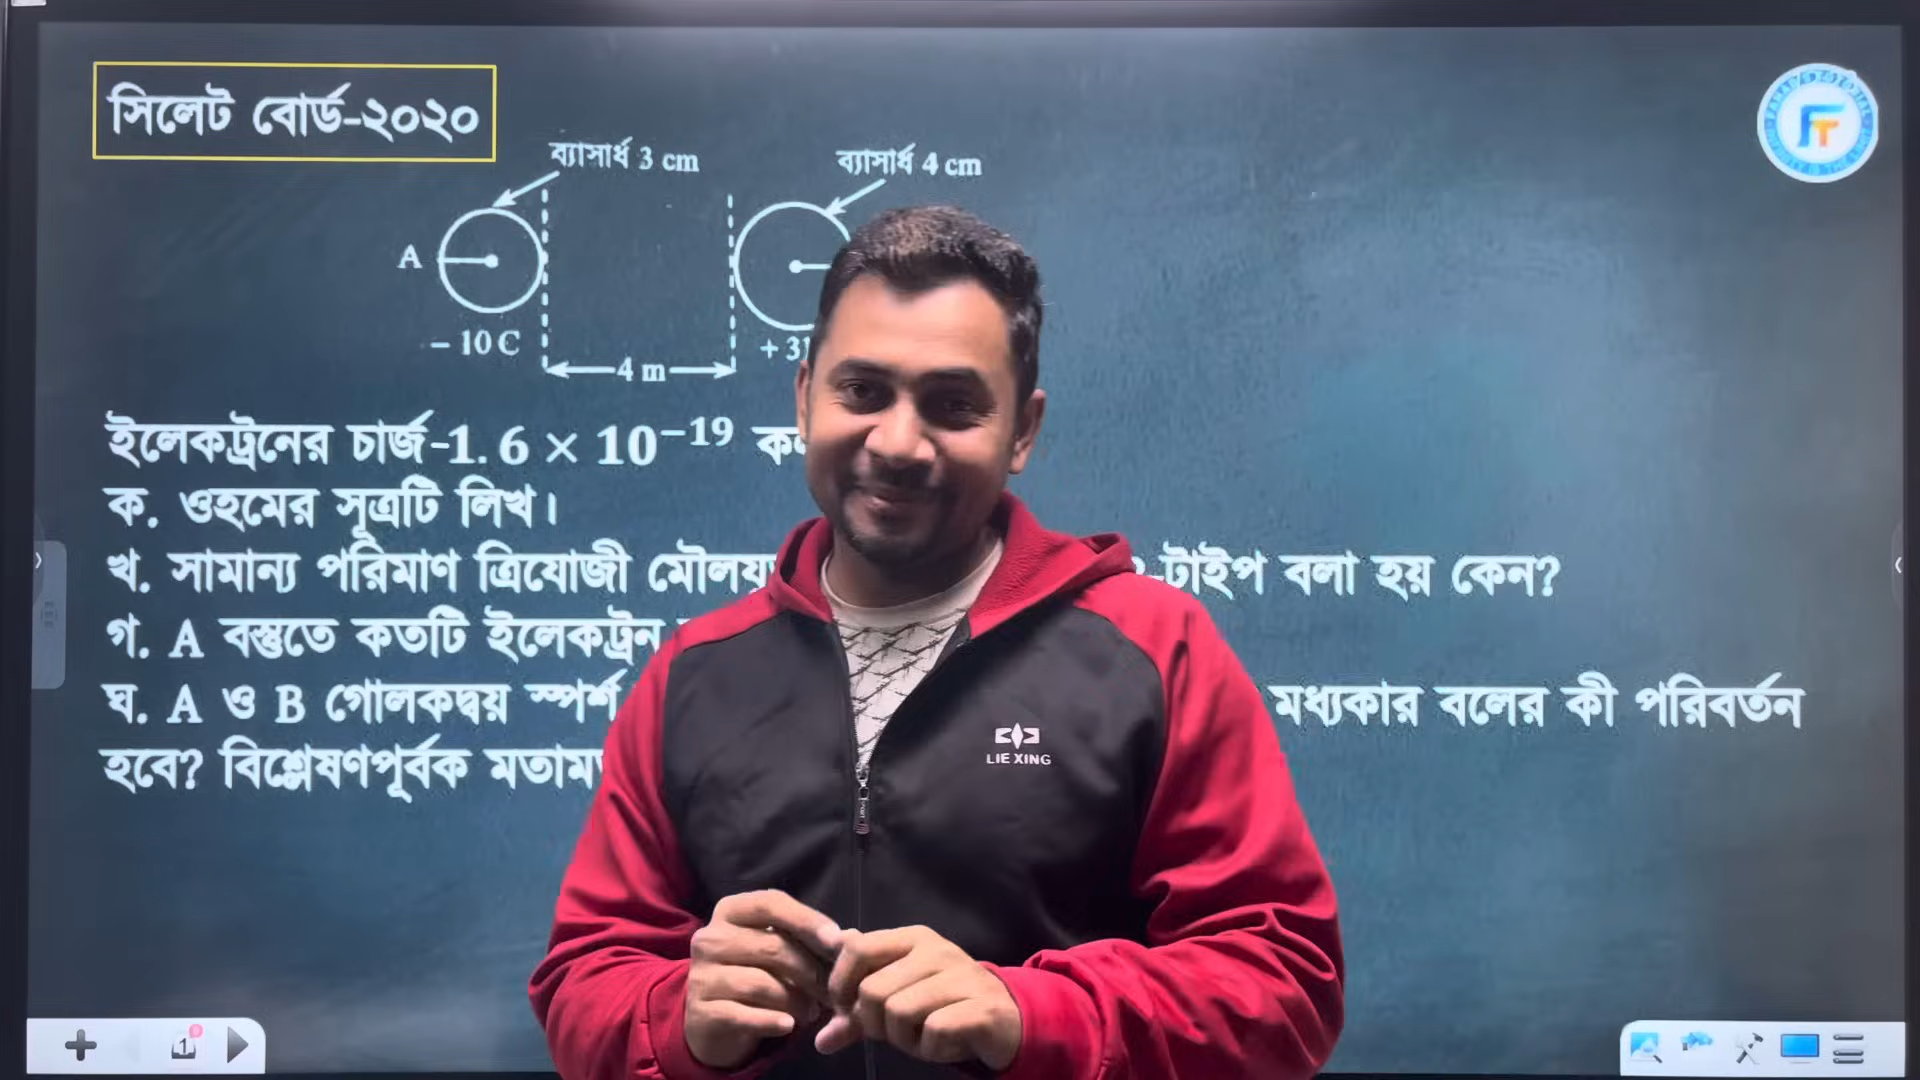 সিলেট বোর্ড-২০২০
ব্যাসার্ধ 3 cm
ব্যাসার্ধ 4 cm
A
– 10 C
4 m
ইলেকট্রনের চার্জ-1. 6 × 10⁻¹⁹
ক. ওহমের সূত্রটি লিখ।
খ. সামান্য পরিমাণ ত্রিযোজী টাইপ বলা হয় কেন?
গ. A বস্তুতে কতটি ইলেকট্রন
ঘ. A ও B গোলকদ্বয় স্পর্শ মধ্যকার বলের কী পরিবর্তন
হবে? বিশ্লেষণপূর্বক
LIE XING
1